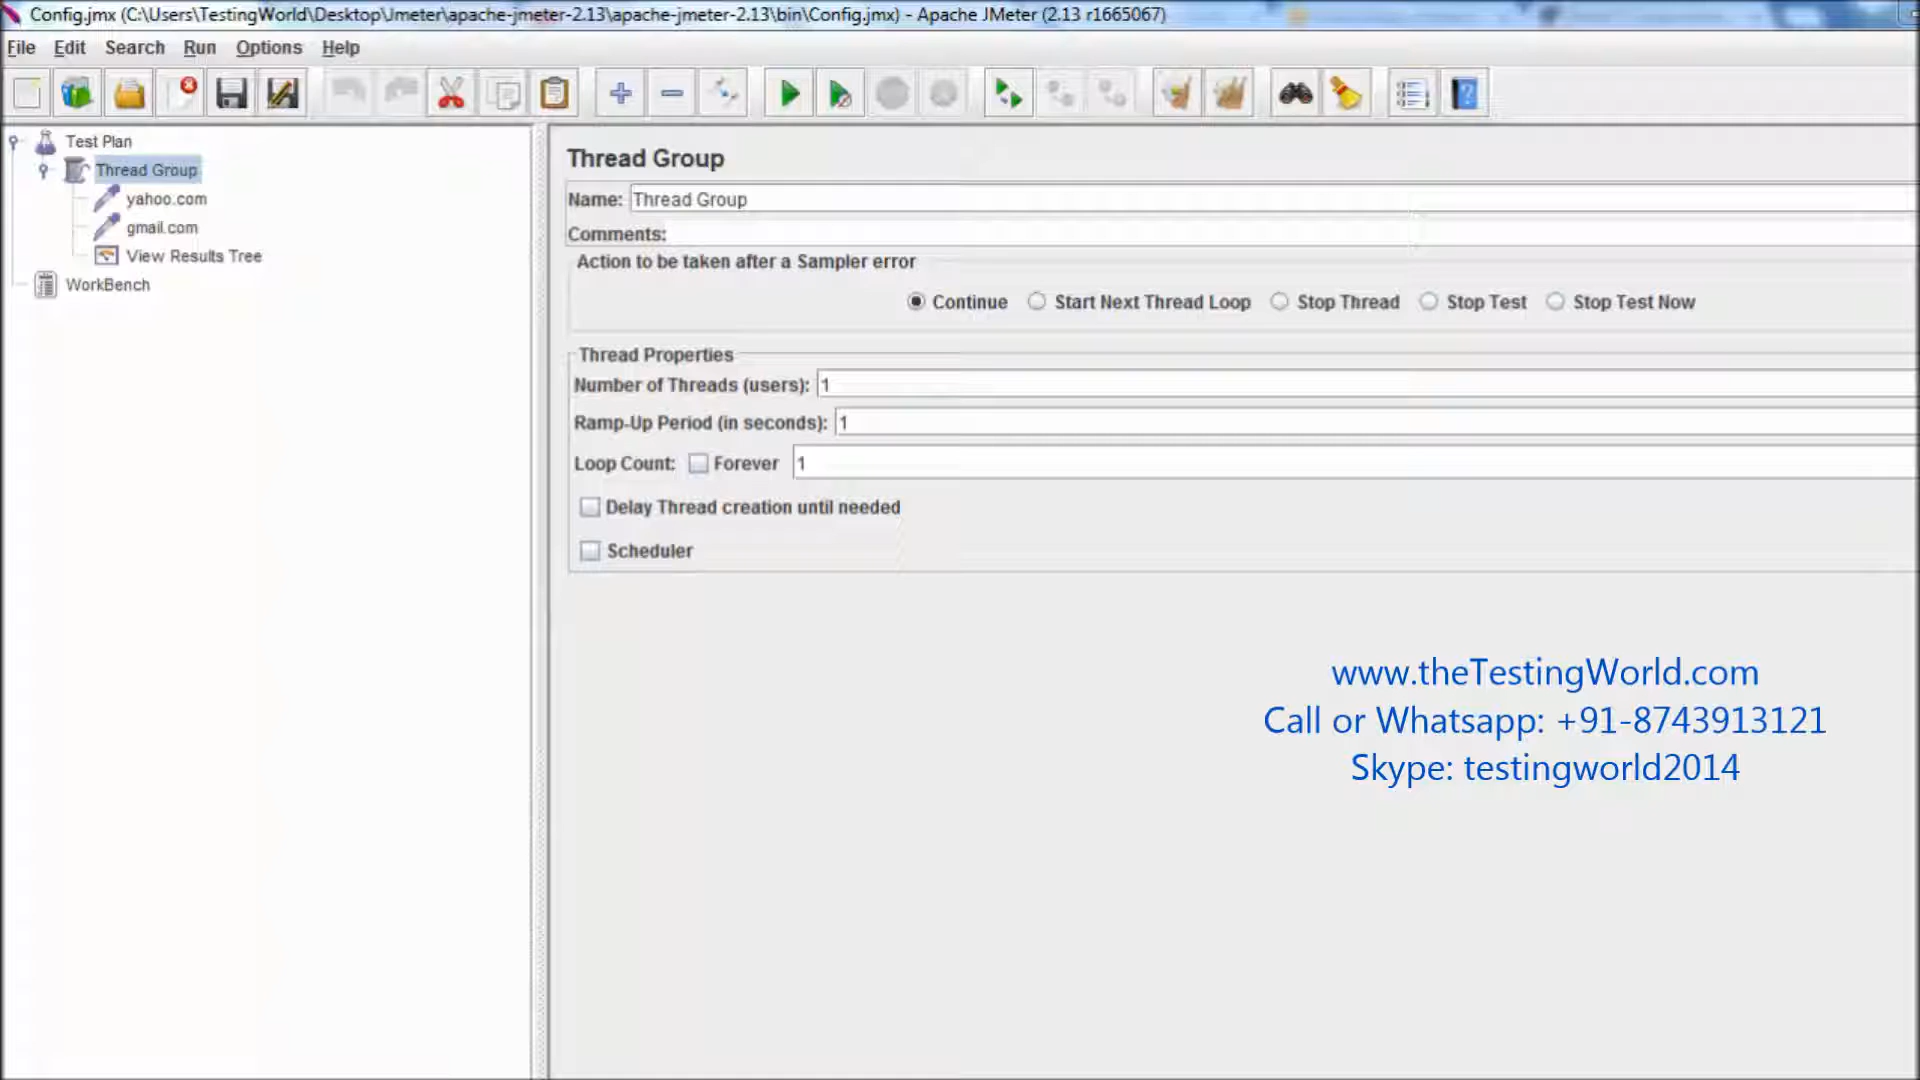 Config.jmx (C:\Users\TestingWorld\Desktop\Jmeter\apache-jmeter-2.13\apache-jmeter-2.13\bin\Config.jmx) - Apache JMeter (2.13 r1665067)
File Edit Search Run Options Help
Test Plan
Thread Group
yahoo.com
gmail.com
View Results Tree
WorkBench
Thread Group
Name: Thread Group
Comments:
Action to be taken after a Sampler error
Continue Start Next Thread Loop Stop Thread Stop Test Stop Test Now
Thread Properties
Number of Threads (users): 1
Ramp-Up Period (in seconds): 1
Loop Count: Forever 1
Delay Thread creation until needed
Scheduler
www.theTestingWorld.com
Call or Whatsapp: +91-8743913121
Skype: testingworld2014